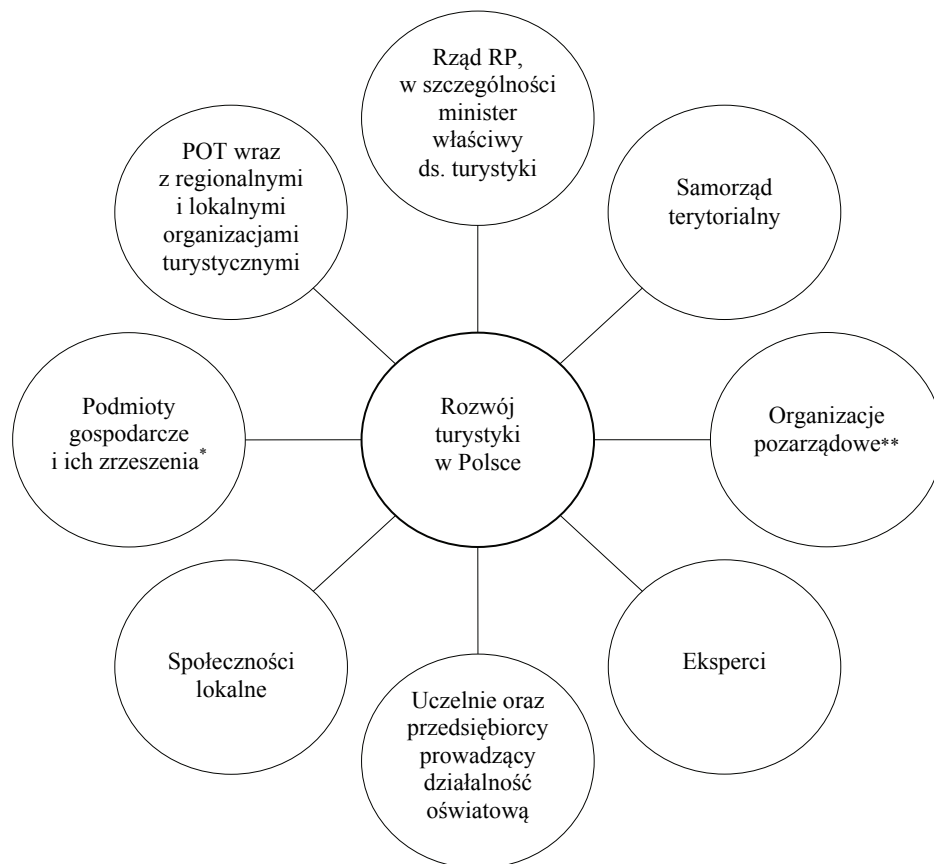 Rząd RP,
w szczególności
minister
właściwy
ds. turystyki
POT wraz
z regionalnymi
i lokalnymi
organizacjami
turystycznymi
Samorząd
terytorialny
Podmioty
gospodarcze
i ich zrzeszenia*
Rozwój
turystyki
w Polsce
Organizacje
pozarządowe**
Społeczności
lokalne
Eksperci
Uczelnie oraz
przedsiębiorcy
prowadzący
działalność
oświatową